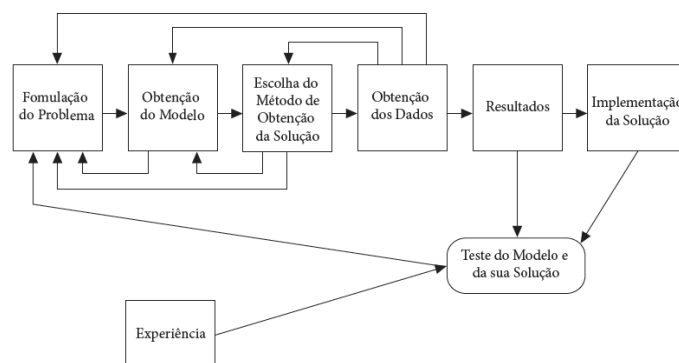 Fomulação
do Problema
Obtenção
do Modelo
Escolha do
Método de
Obtenção
da Solução
Obtenção
dos Dados
Resultados
Implementação
da Solução
Teste do Modelo e
da sua Solução
Experiência